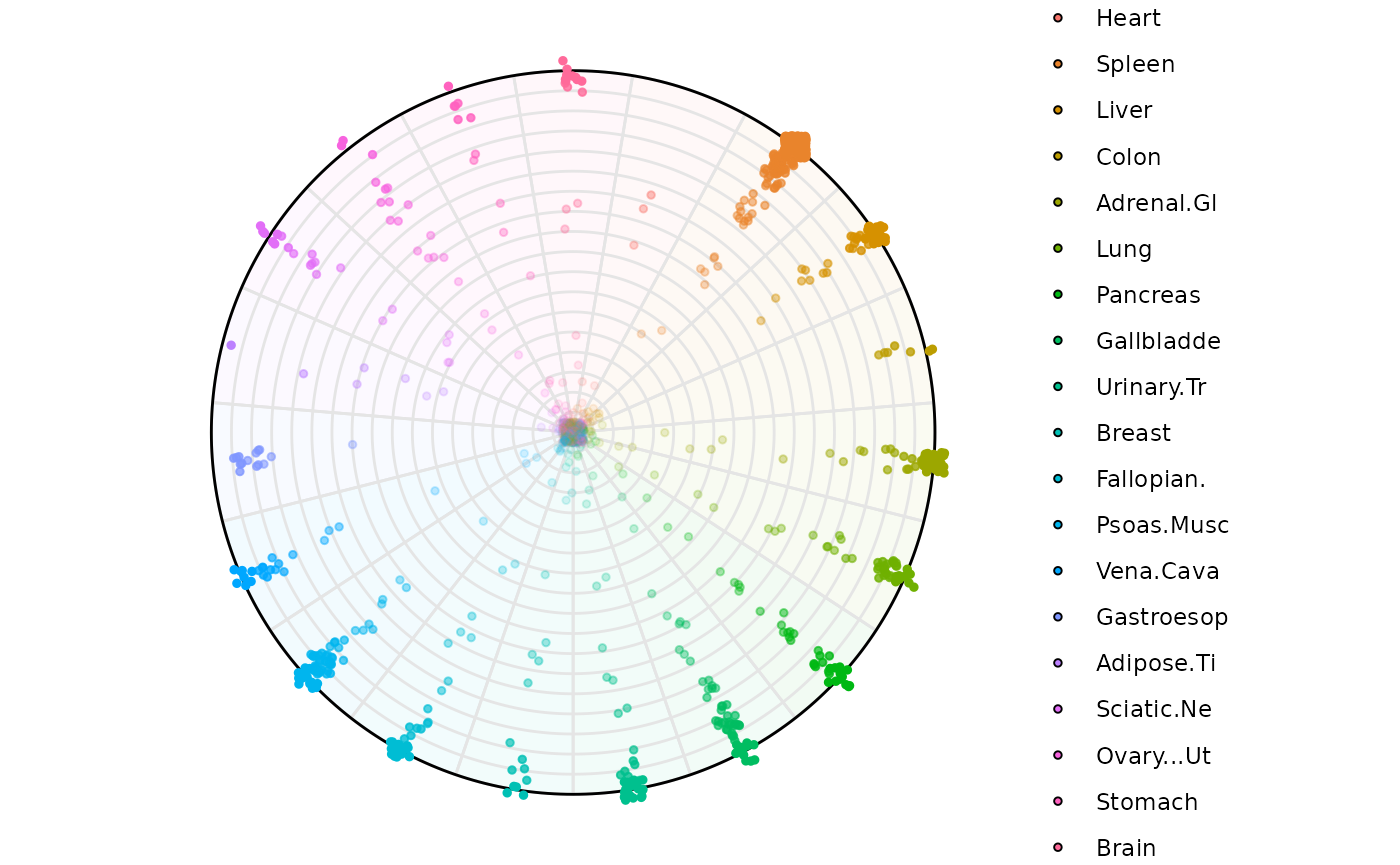 Heart
Spleen
Liver
Colon
Adrenal.Gl
Lung
Pancreas
Gallbladde
Urinary.Tr
Breast
Fallopian.
Psoas.Musc
Vena.Cava
Gastroesop
Adipose.Ti
Sciatic.Ne
Ovary...Ut
Stomach
Brain